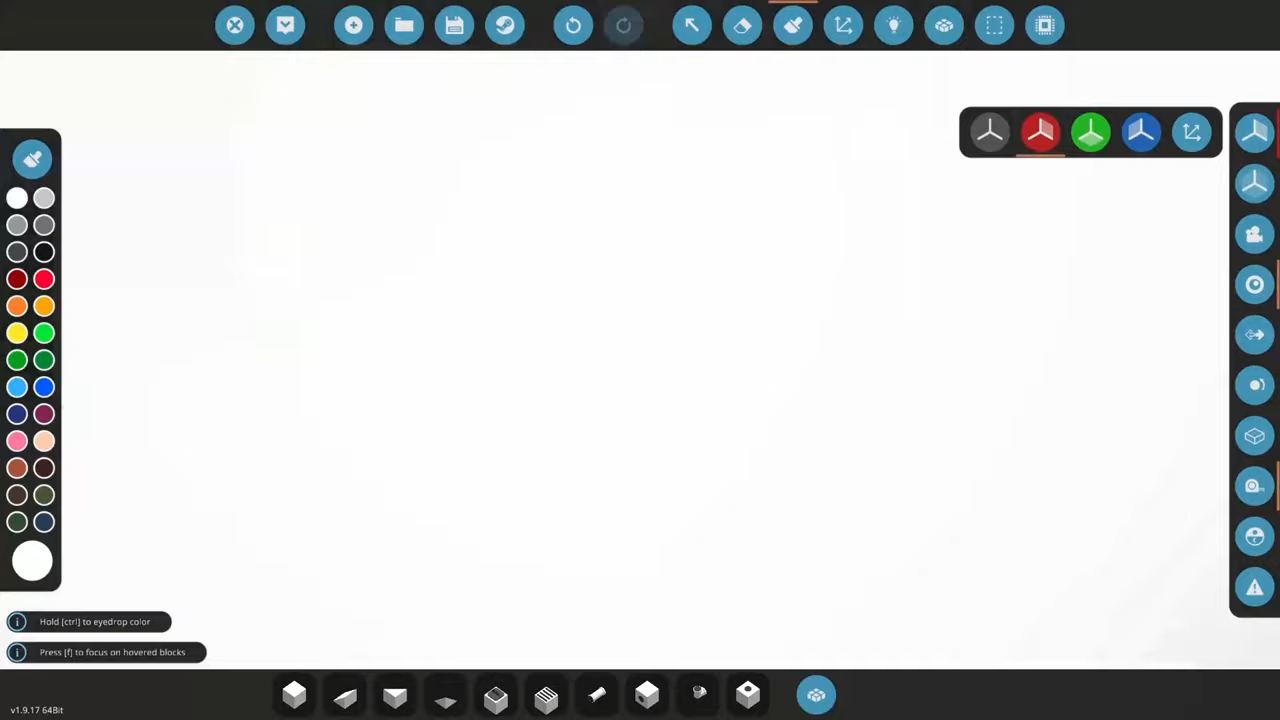 Hold [ctrl] to eyedrop color
Press [f] to focus on hovered blocks
v1.9.17 64Bit